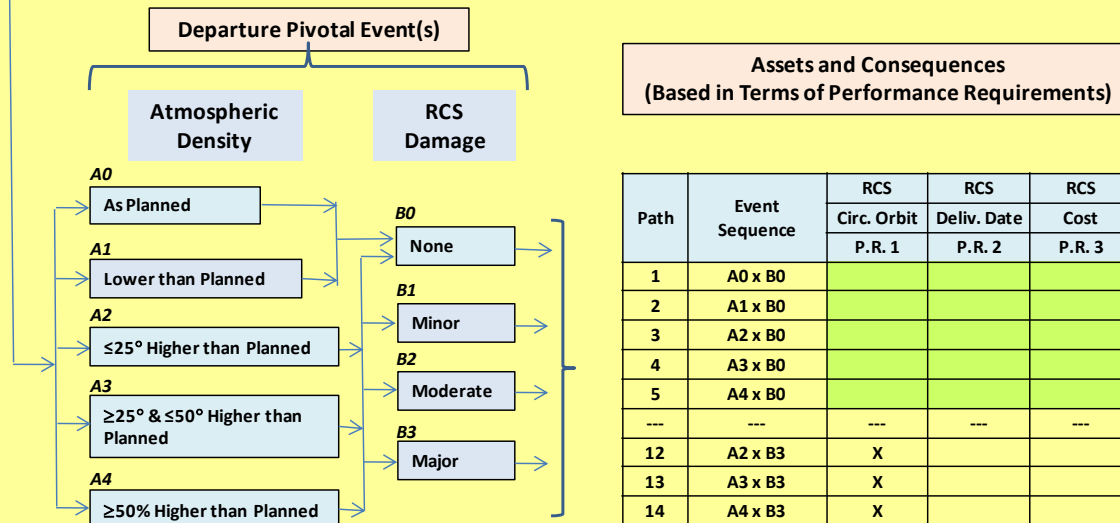 Departure Pivotal Event(s)
Atmospheric
Density
RCS
Damage
A0
As Planned
A1
Lower than Planned
A2
≤25° Higher than Planned
A3
≥25° & ≤50° Higher than
Planned
A4
≥50% Higher than Planned
B0
None
B1
Minor
B2
Moderate
B3
Major
Assets and Consequences
(Based in Terms of Performance Requirements)
Path Event Sequence RCS RCS RCS
Circ. Orbit Deliv. Date Cost
P.R. 1 P.R. 2 P.R. 3
1 A0 x B0
2 A1 x B0
3 A2 x B0
4 A3 x B0
5 A4 x B0
--- --- --- --- ---
12 A2 x B3 X
13 A3 x B3 X
14 A4 x B3 X